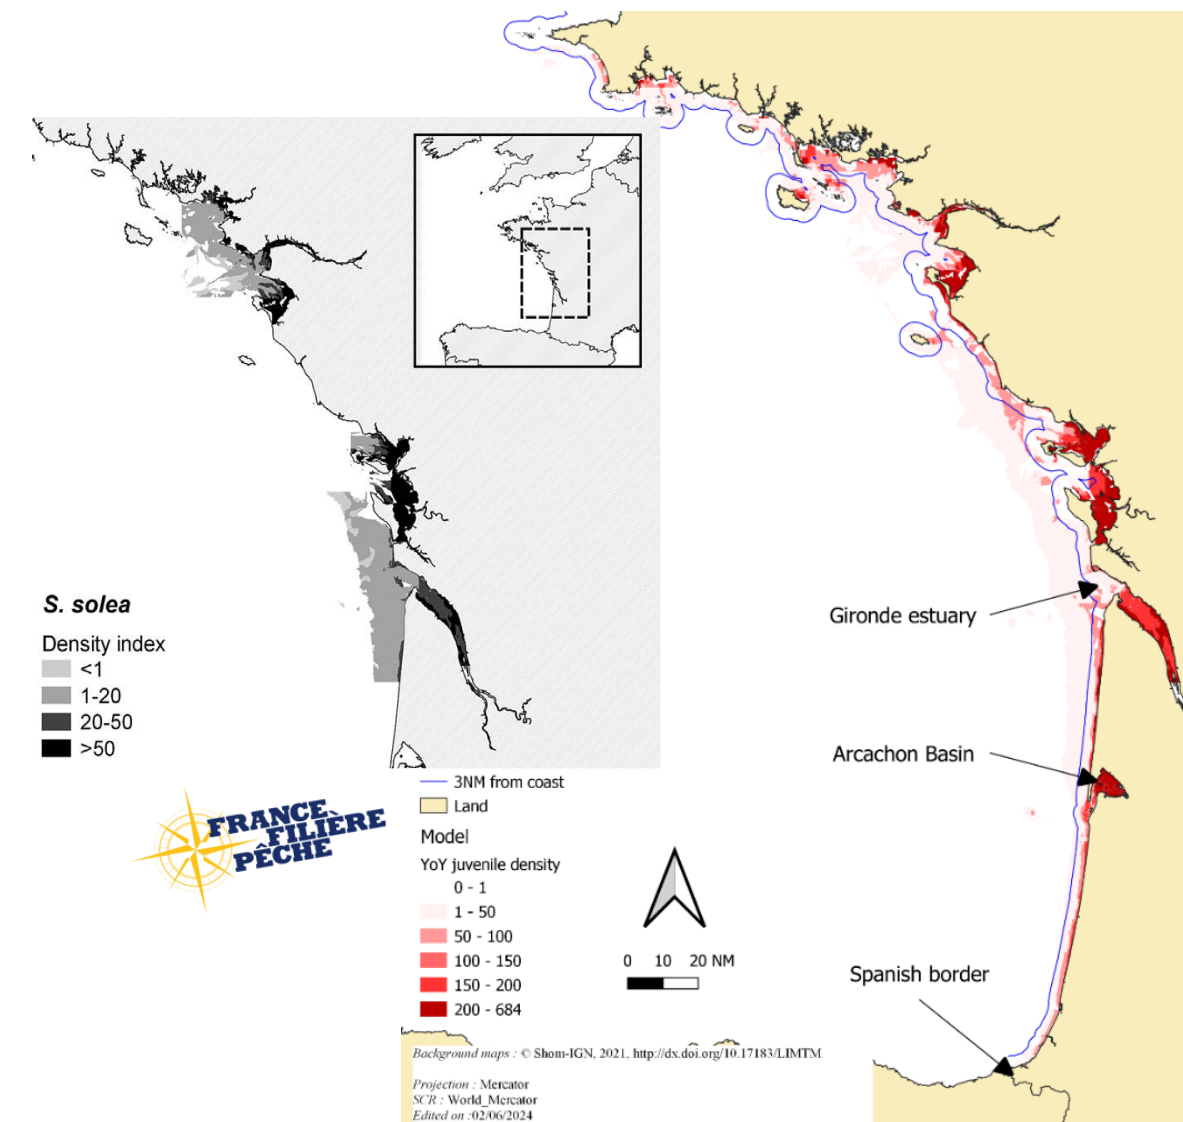 S. solea
Density index
<1
1-20
20-50
>50
FRANCE
FILIÈRE
PÊCHE
3NM from coast
Land
Model
YoY juvenile density
0 - 1
1 - 50
50 - 100
100 - 150
150 - 200
200 - 684
0 10 20 NM
Gironde estuary
Arcachon Basin
Spanish border
Background maps : © Shom-IGN, 2021, http://dx.doi.org/10.17183/LIMTM
Projection : Mercator
SCR : World_Mercator
Edited on :02/06/2024